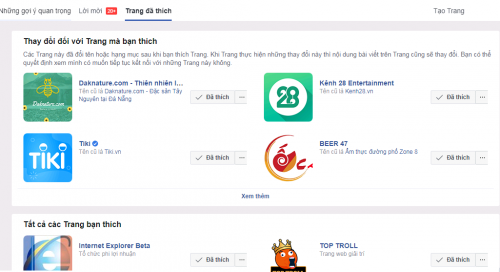 Những gợi ý quan trọng Lời mời 20+ Trang đã thích Tạo Trang
Thay đổi đối với Trang mà bạn thích
Các Trang này đã đổi tên hoặc hạng mục sau khi bạn thích Trang. Khi Trang thực hiện những thay đổi này thì nội dung bài viết trên Trang cũng sẽ thay đổi. Bạn có thể
quyết định xem mình có muốn tiếp tục kết nối với những Trang này không.
Daknature.com
Daknature.com - Thiên nhiên l...
Tên cũ là Daknature.com - Đặc sản Tây
Nguyên tại Đà Nẵng
Đã thích
28
Kênh 28 Entertainment
Tên cũ là Kenh28.vn
Đã thích
TIKI
Tiki
Tên cũ là Tiki.vn
Đã thích
BEER 47
Tên cũ là Ẩm thực đường phố Zone 8
Đã thích
Xem thêm
Tất cả các Trang bạn thích
Internet Explorer Beta
Tổ chức phi lợi nhuận
Đã thích
TOP TROLL
Trang web giải trí
Đã thích